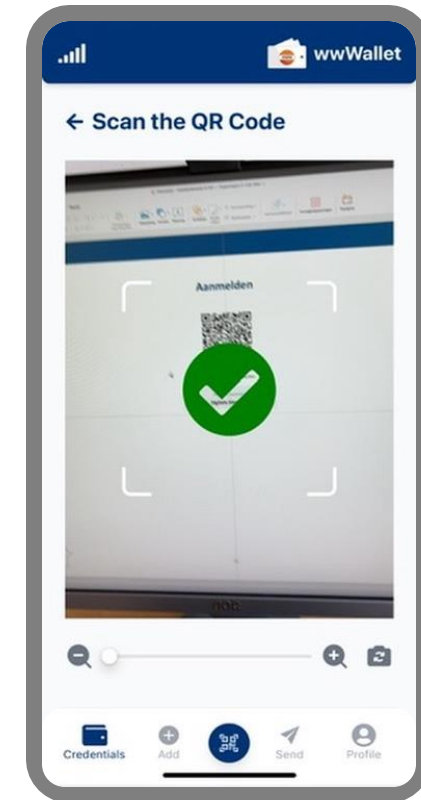 wwWallet
← Scan the QR Code
Aanmelden
Credentials
Add
Send
Profile